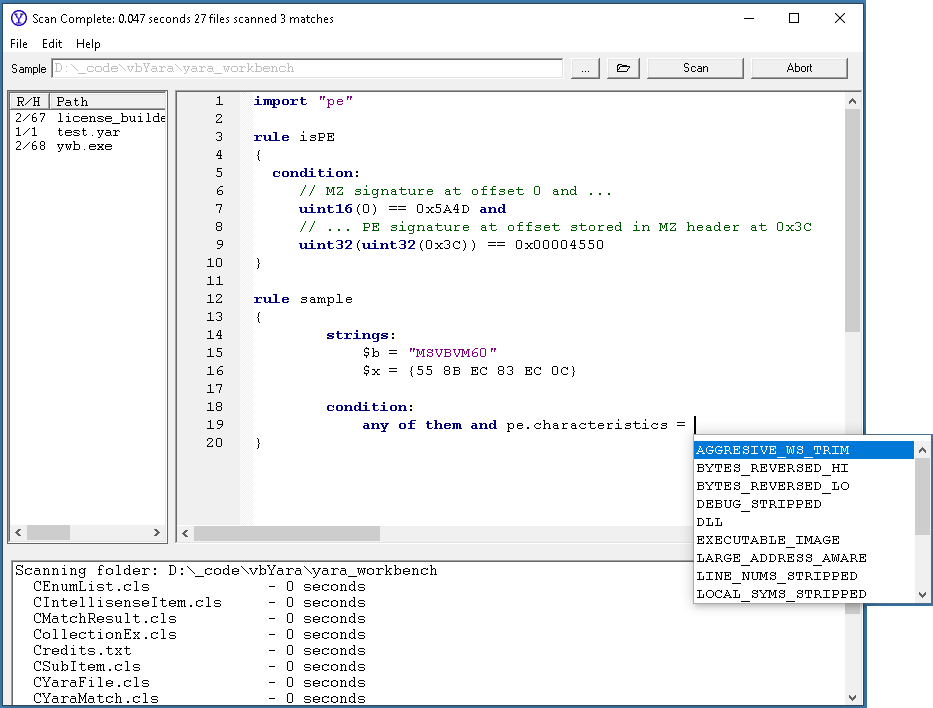 Scan Complete: 0.047 seconds 27 files scanned 3 matches
File Edit Help
Sample D:\_code\vbYara\yara_workbench ... Scan Abort
R/H Path
2/67 license_builde
1/1 test.yar
2/68 ywb.exe
1 import "pe"
2
3 rule isPE
4 {
5 condition:
6 // MZ signature at offset 0 and ...
7 uint16(0) == 0x5A4D and
8 // ... PE signature at offset stored in MZ header at 0x3C
9 uint32(uint32(0x3C)) == 0x00004550
10 }
11
12 rule sample
13 {
14 strings:
15 $b = "MSVBVM60"
16 $x = {55 8B EC 83 EC 0C}
17
18 condition:
19 any of them and pe.characteristics =
20 }
AGGRESIVE_WS_TRIM
BYTES_REVERSED_HI
BYTES_REVERSED_LO
DEBUG_STRIPPED
DLL
EXECUTABLE_IMAGE
LARGE_ADDRESS_AWARE
LINE_NUMS_STRIPPED
LOCAL_SYMS_STRIPPED
Scanning folder: D:\_code\vbYara\yara_workbench
CEnumList.cls - 0 seconds
CIntellisenseItem.cls - 0 seconds
CMatchResult.cls - 0 seconds
CollectionEx.cls - 0 seconds
Credits.txt - 0 seconds
CSubItem.cls - 0 seconds
CYaraFile.cls - 0 seconds
CYaraMatch.cls - 0 seconds